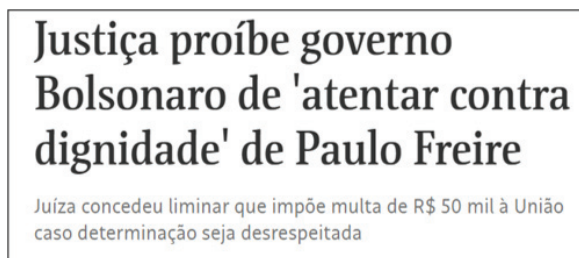 Justiça proíbe governo
Bolsonaro de 'atentar contra
dignidade' de Paulo Freire
Juíza concedeu liminar que impõe multa de R$ 50 mil à União
caso determinação seja desrespeitada